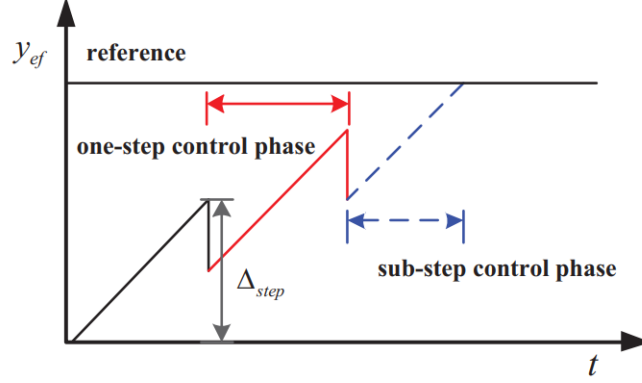 y_ef
reference
one-step control phase
Δ_step
sub-step control phase
t